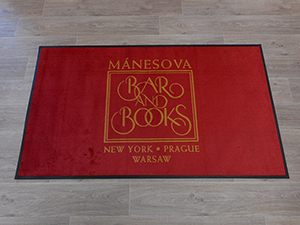 MÁNESOVA
BAR
AND
BOOKS
NEW YORK • PRAGUE
WARSAW